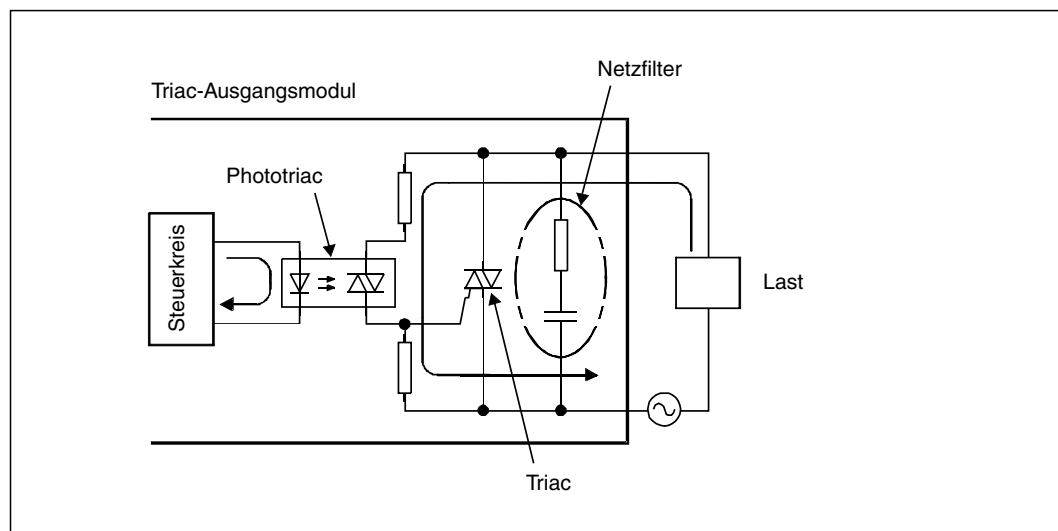 Netzfilter
Triac-Ausgangsmodul
Phototriac
Steuerkreis
Last
Triac